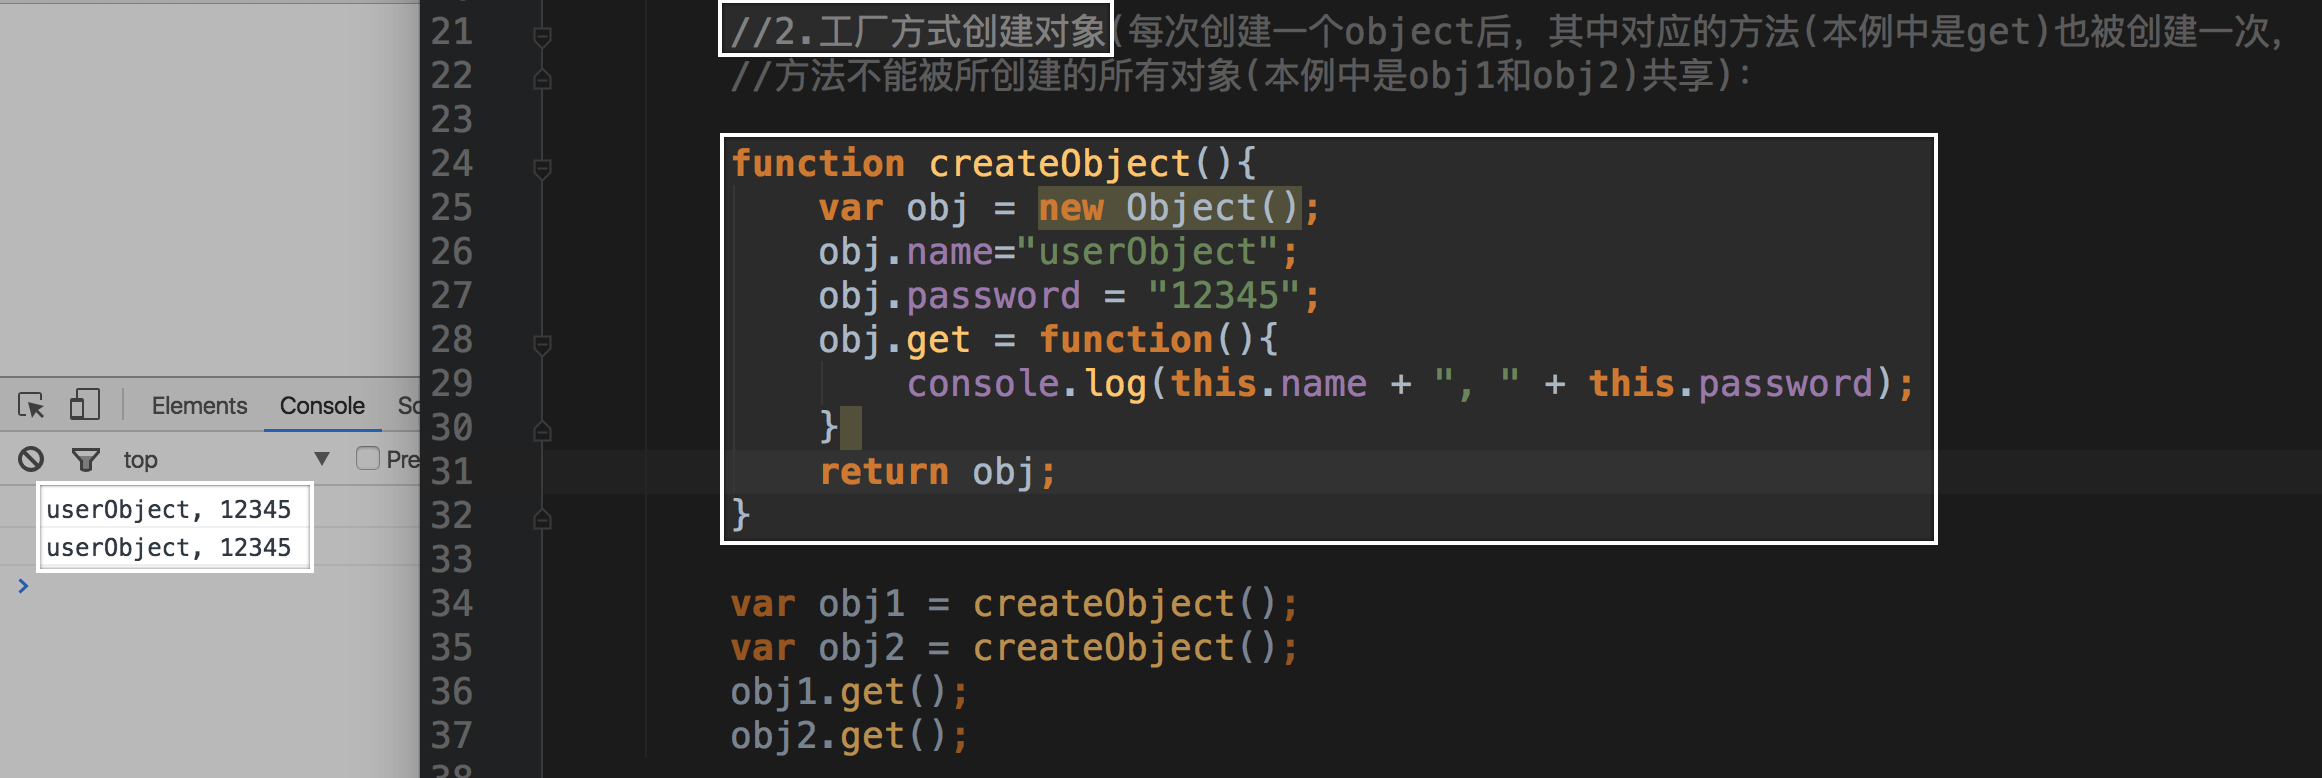 Elements Console Sc
top Pre
userObject, 12345
userObject, 12345
21 //2.工厂方式创建对象(每次创建一个object后, 其中对应的方法(本例中是get)也被创建一次,
22 //方法不能被所创建的所有对象(本例中是obj1和obj2)共享):
23
24 function createObject(){
25 var obj = new Object();
26 obj.name="userObject";
27 obj.password = "12345";
28 obj.get = function(){
29 console.log(this.name + ", " + this.password);
30 }
31 return obj;
32 }
33
34 var obj1 = createObject();
35 var obj2 = createObject();
36 obj1.get();
37 obj2.get();
38